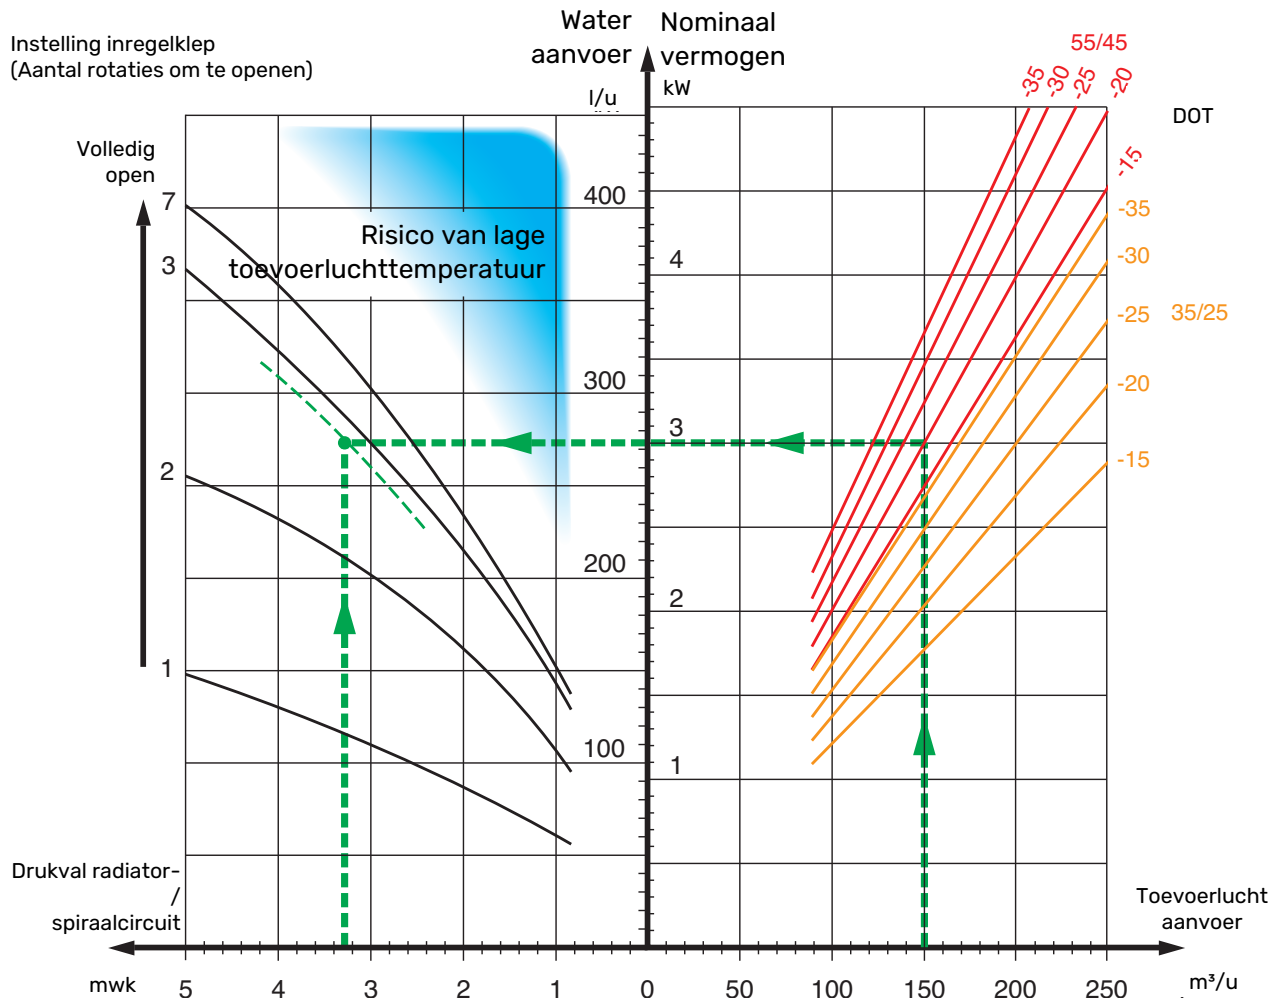 Instelling inregelklep
(Aantal rotaties om te openen)
Water
aanvoer
l/u
Nominaal
vermogen
kW
55/45
-35
-30
-25
-20
-15
DOT
-35
-30
-25
35/25
-20
-15
Volledig
open
7
3
2
1
Risico van lage
toevoerluchttemperatuur
400
300
200
100
4
3
2
1
Drukval radiator-
/
spiraalcircuit
Toevoerlucht
aanvoer
mwk
5
4
3
2
1
0
50
100
150
200
250
m³/u